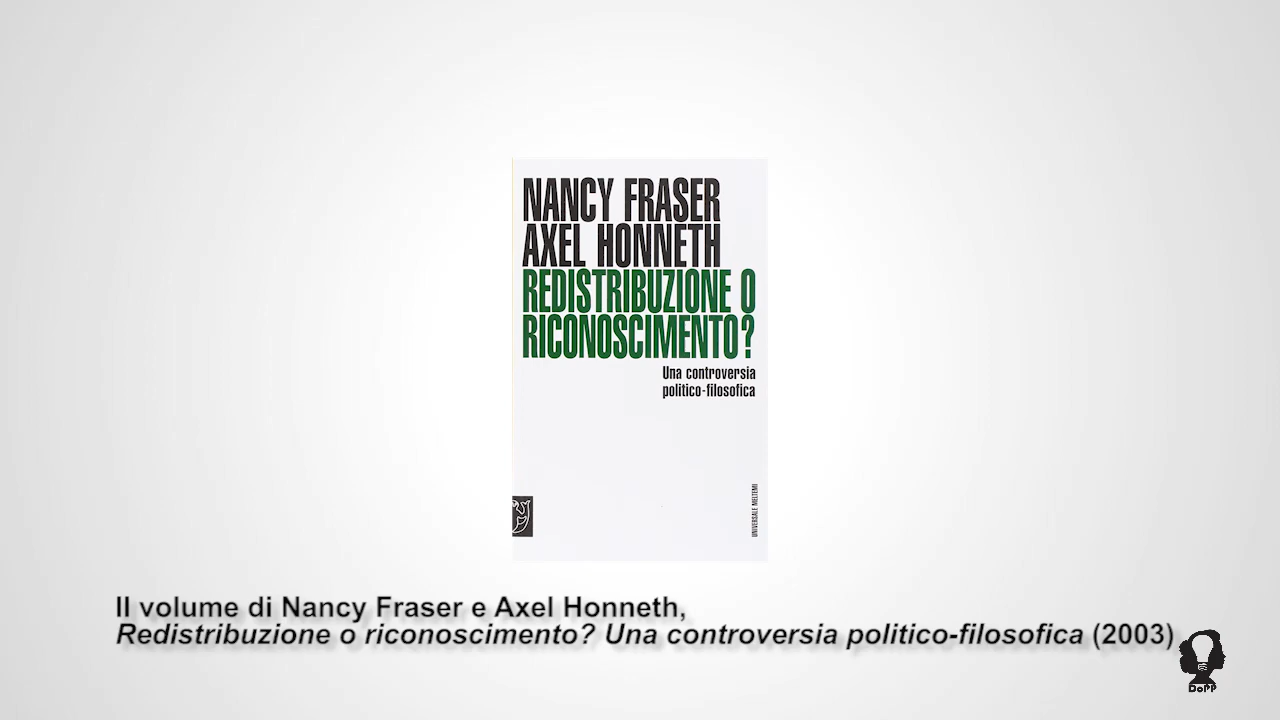 NANCY FRASER
AXEL HONNETH
REDISTRIBUZIONE O
RICONOSCIMENTO?
Una controversia
politico-filosofica
UNIVERSALE MELTEMI
Il volume di Nancy Fraser e Axel Honneth,
Redistribuzione o riconoscimento? Una controversia politico-filosofica (2003)
DoPP